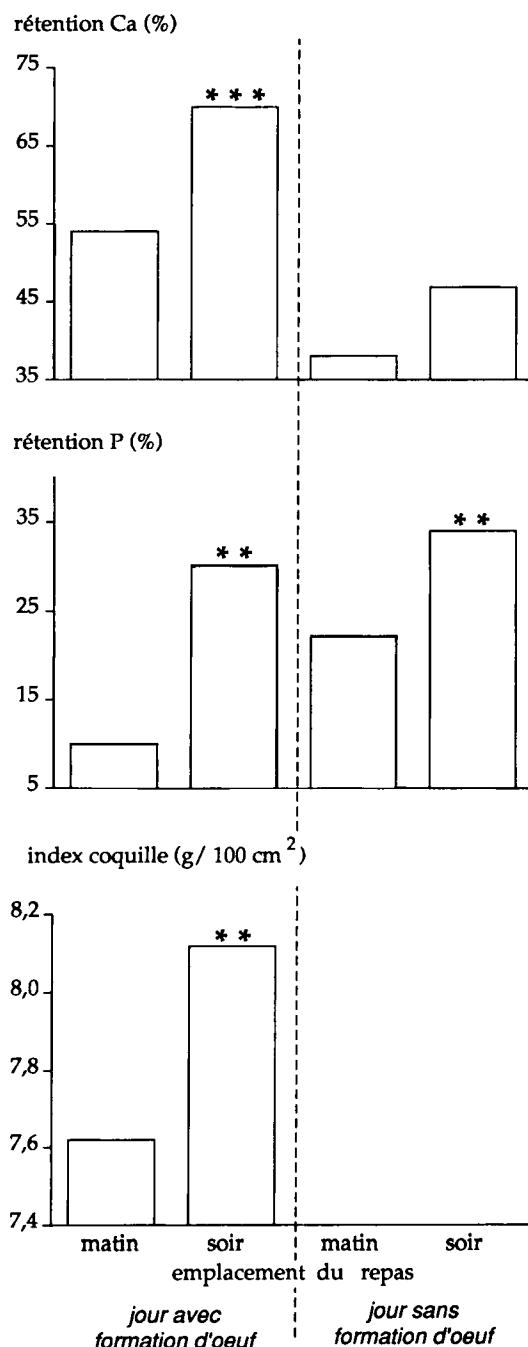 rétention Ca (%)
75
65
55
45
35
* * *
rétention P (%)
35
25
15
5
* *
* *
index coquille (g/ 100 cm²)
8,2
8,0
7,8
7,6
7,4
* *
matin soir matin soir
emplacement du repas
jour avec jour sans
formation d'oeuf formation d'oeuf